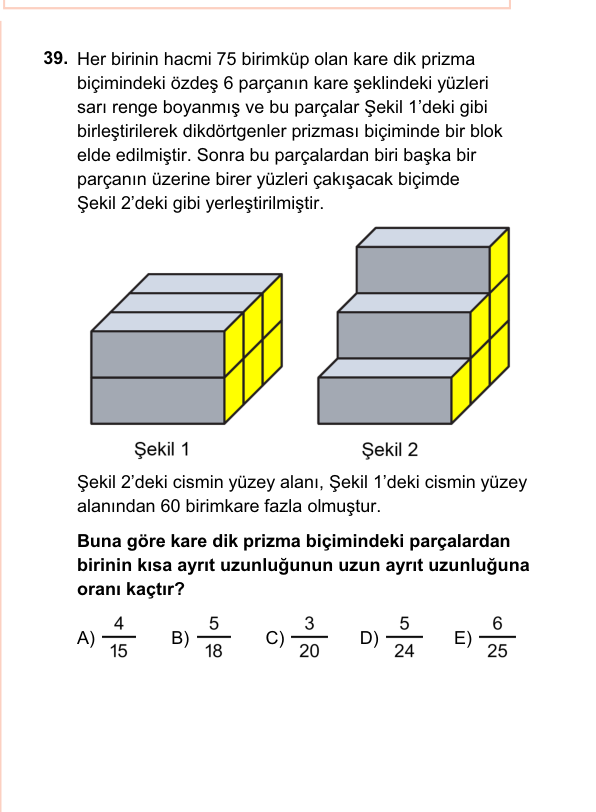 39. Her birinin hacmi 75 birimküp olan kare dik prizma
biçimindeki özdeş 6 parçanın kare şeklindeki yüzleri
sarı renge boyanmış ve bu parçalar Şekil 1’deki gibi
birleştirilerek dikdörtgenler prizması biçiminde bir blok
elde edilmiştir. Sonra bu parçalardan biri başka bir
parçanın üzerine birer yüzleri çakışacak biçimde
Şekil 2’deki gibi yerleştirilmiştir.
Şekil 1
Şekil 2
Şekil 2’deki cismin yüzey alanı, Şekil 1’deki cismin yüzey
alanından 60 birimkare fazla olmuştur.
Buna göre kare dik prizma biçimindeki parçalardan
birinin kısa ayrıt uzunluğunun uzun ayrıt uzunluğuna
oranı kaçtır?
A) 4/15 B) 5/18 C) 3/20 D) 5/24 E) 6/25